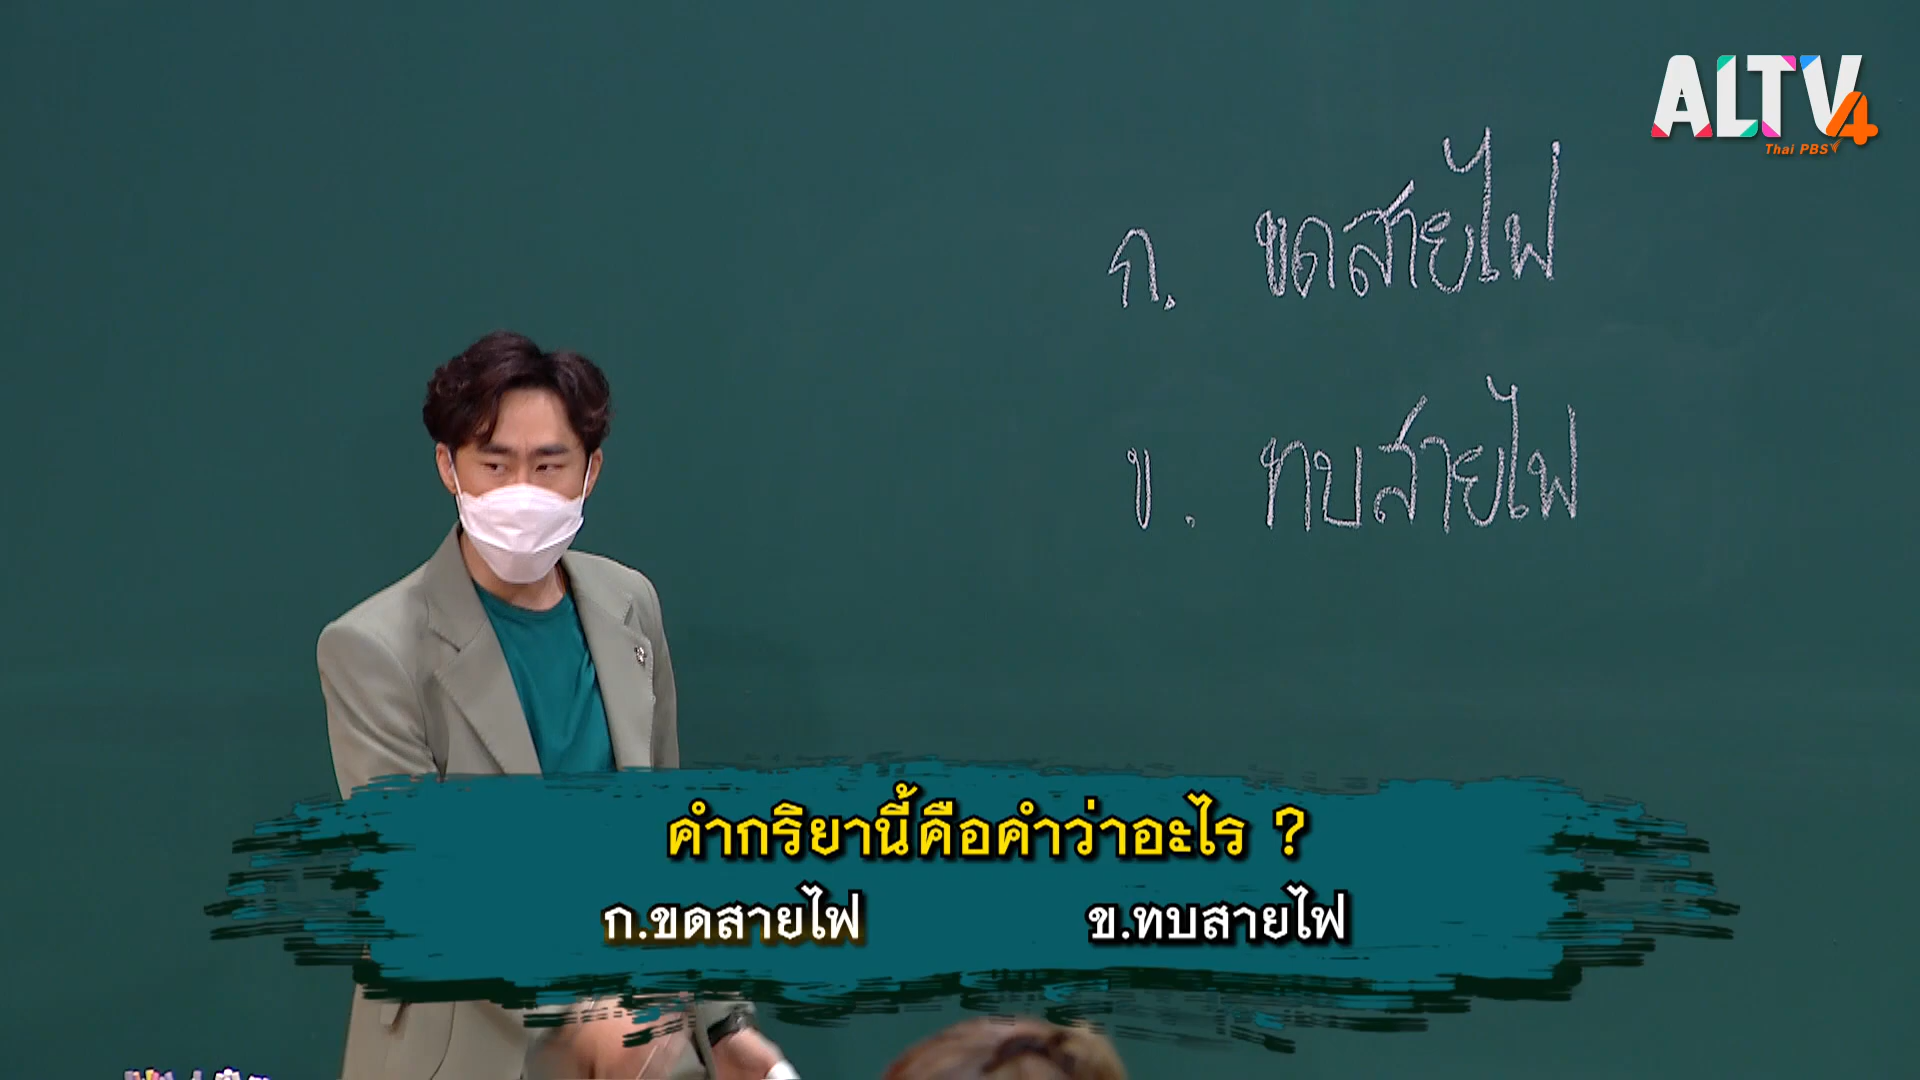 ALTV4
Thai PBS
ก. ขดสายไฟ
ข. ทบสายไฟ
คำกริยานี้คือคำว่าอะไร ?
ก.ขดสายไฟ ข.ทบสายไฟ